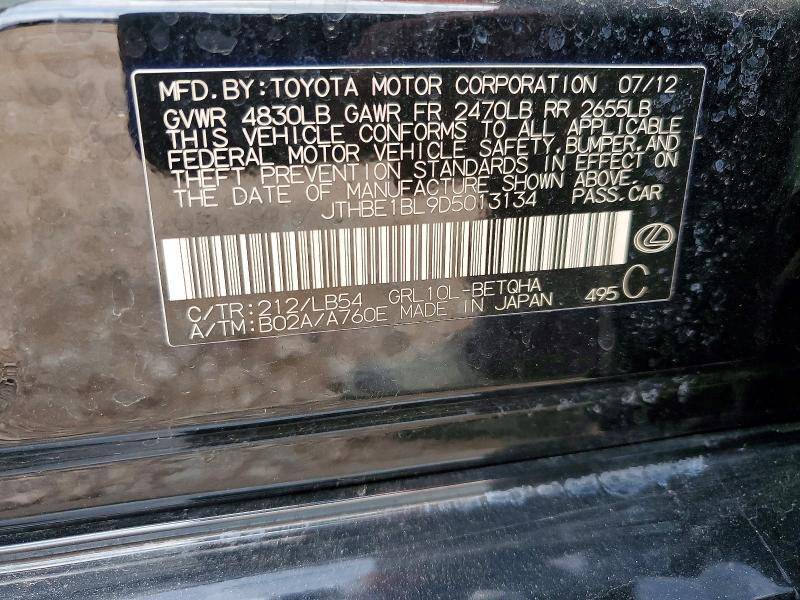 MFD.BY:TOYOTA MOTOR CORPORATION 07/12
GVWR 4830LB GAWR FR 2470LB RR 2655LB
THIS VEHICLE CONFORMS TO ALL APPLICABLE
FEDERAL MOTOR VEHICLE SAFETY,BUMPER,AND
THEFT PREVENTION STANDARDS IN EFFECT ON
THE DATE OF MANUFACTURE SHOWN ABOVE.
JTHBE1BL9D5013134 PASS.CAR
C/TR:212/LB54 GRL10L-BETQHA
A/TM:B02A/A760E MADE IN JAPAN 495 C